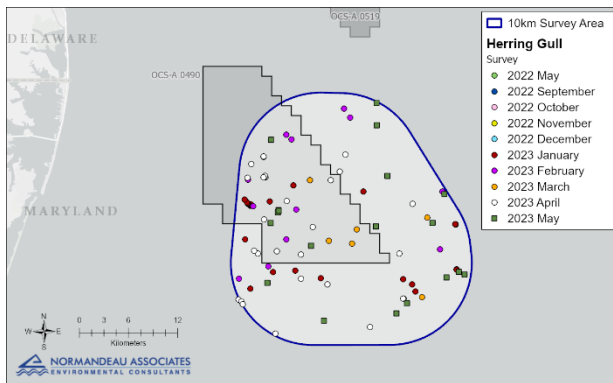 DELAWARE
MARYLAND
OCS-A 0519
OCS-A 0490
10km Survey Area
Herring Gull
Survey
2022 May
2022 September
2022 October
2022 November
2022 December
2023 January
2023 February
2023 March
2023 April
2023 May
N
W E
S
0 3 6 12
Kilometers
NORMANDEAU ASSOCIATES
ENVIRONMENTAL CONSULTANTS